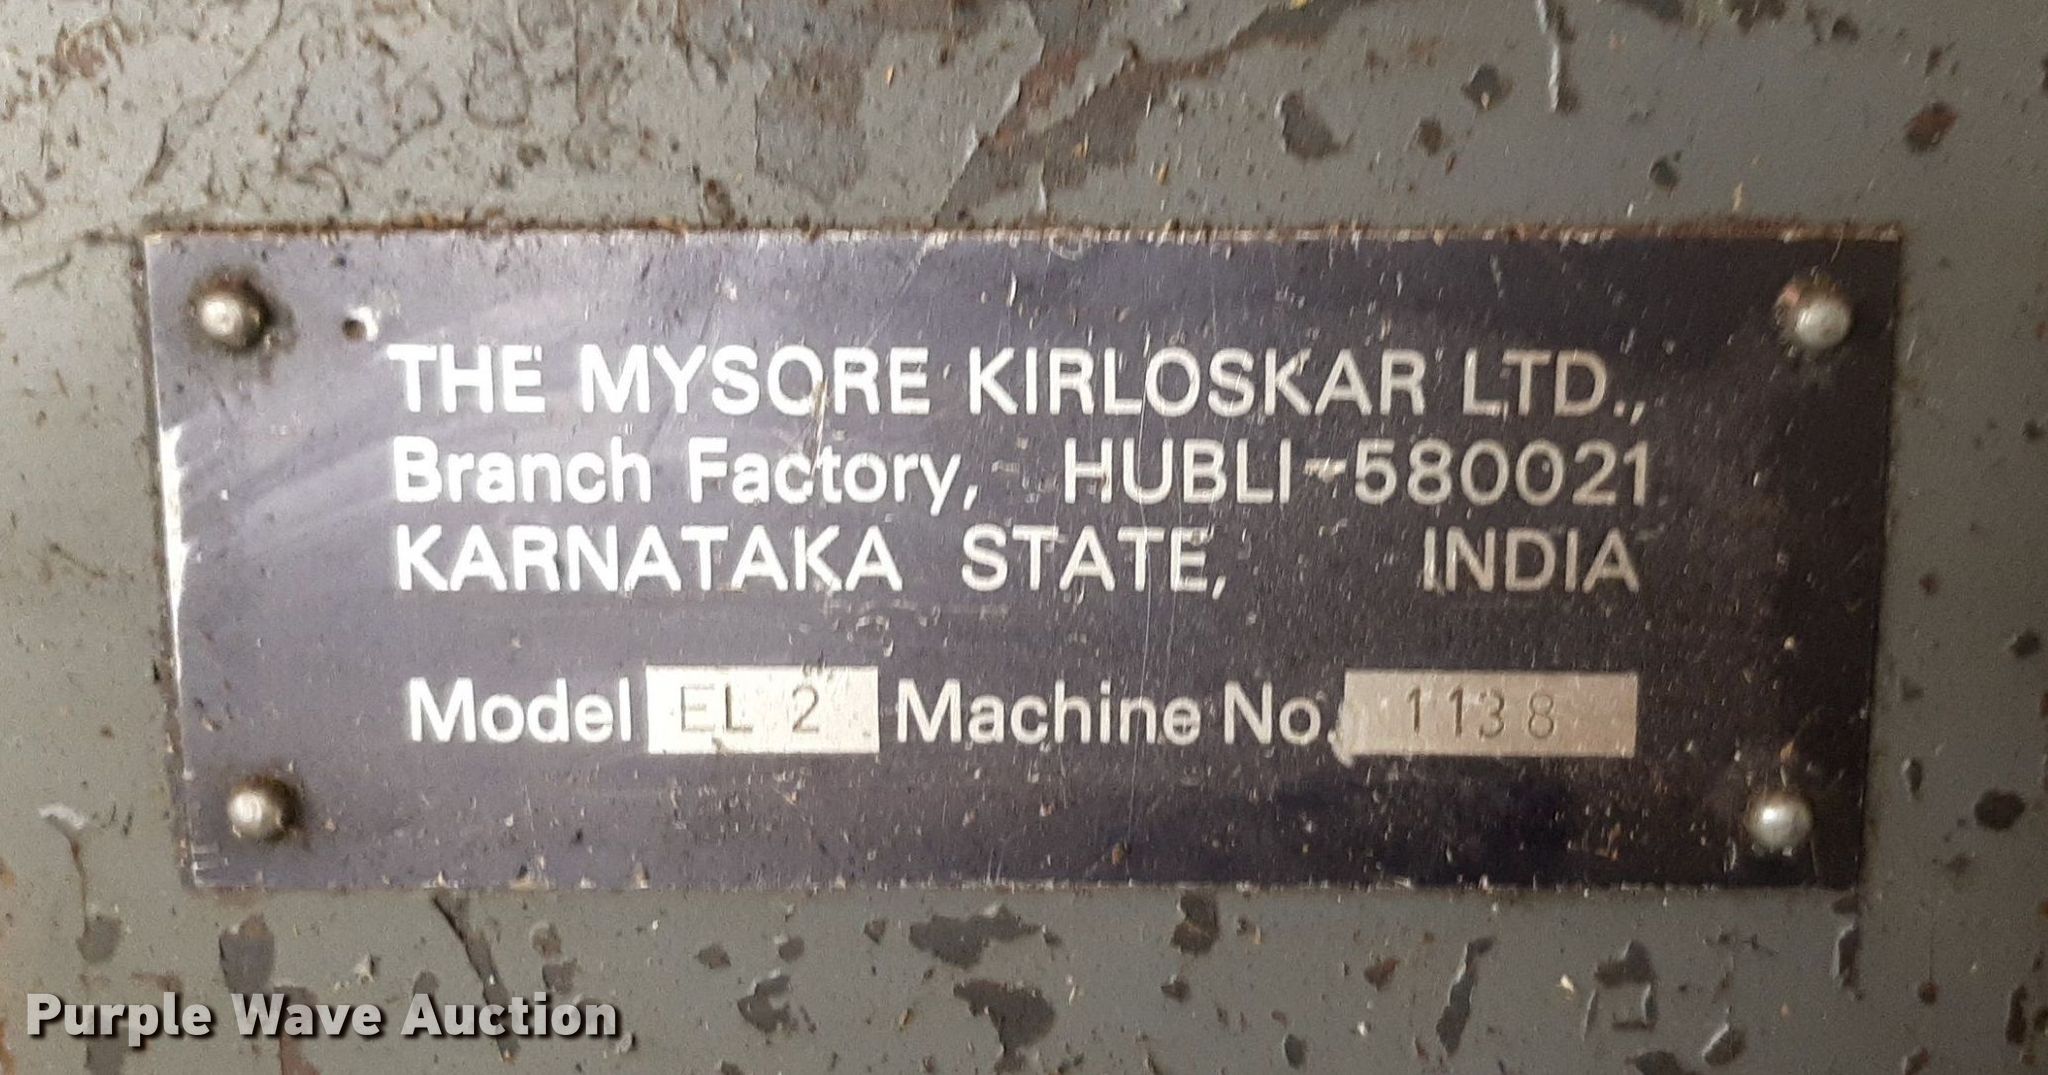 THE MYSORE KIRLOSKAR LTD.,
Branch Factory, HUBLI-580021
KARNATAKA STATE, INDIA
Model EL 2 Machine No. 1138
Purple Wave Auction